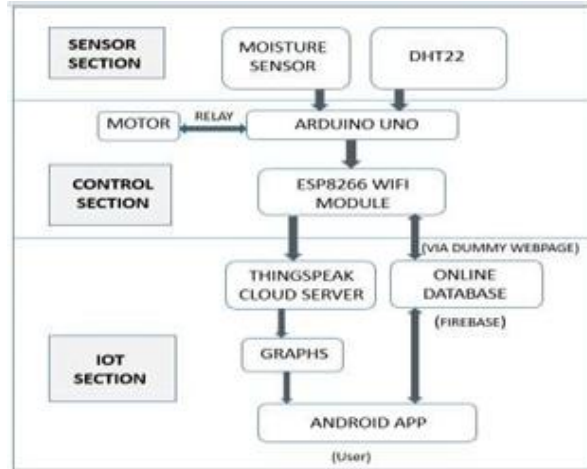 SENSOR
SECTION
MOISTURE
SENSOR
DHT22
MOTOR
RELAY
ARDUINO UNO
CONTROL
SECTION
ESP8266 WIFI
MODULE
(VIA DUMMY WEBPAGE)
THINGSPEAK
CLOUD SERVER
ONLINE
DATABASE
(FIREBASE)
IOT
SECTION
GRAPHS
ANDROID APP
(User)